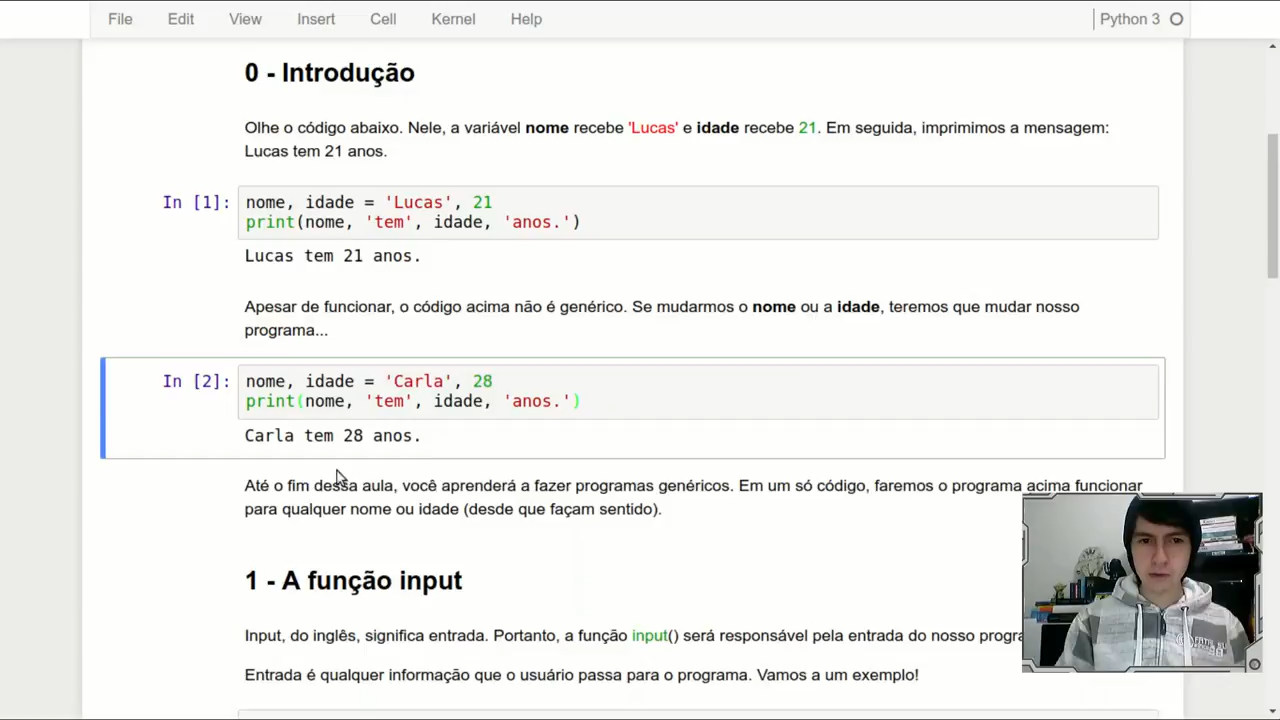 File Edit View Insert Cell Kernel Help Python 3
0 - Introdução
Olhe o código abaixo. Nele, a variável nome recebe 'Lucas' e idade recebe 21. Em seguida, imprimimos a mensagem:
Lucas tem 21 anos.
In [1]: nome, idade = 'Lucas', 21
print(nome, 'tem', idade, 'anos.')
Lucas tem 21 anos.
Apesar de funcionar, o código acima não é genérico. Se mudarmos o nome ou a idade, teremos que mudar nosso
programa...
In [2]: nome, idade = 'Carla', 28
print(nome, 'tem', idade, 'anos.')
Carla tem 28 anos.
Até o fim dessa aula, você aprenderá a fazer programas genéricos. Em um só código, faremos o programa acima funcionar
para qualquer nome ou idade (desde que façam sentido).
1 - A função input
Input, do inglês, significa entrada. Portanto, a função input() será responsável pela entrada do nosso
Entrada é qualquer informação que o usuário passa para o programa. Vamos a um exemplo!